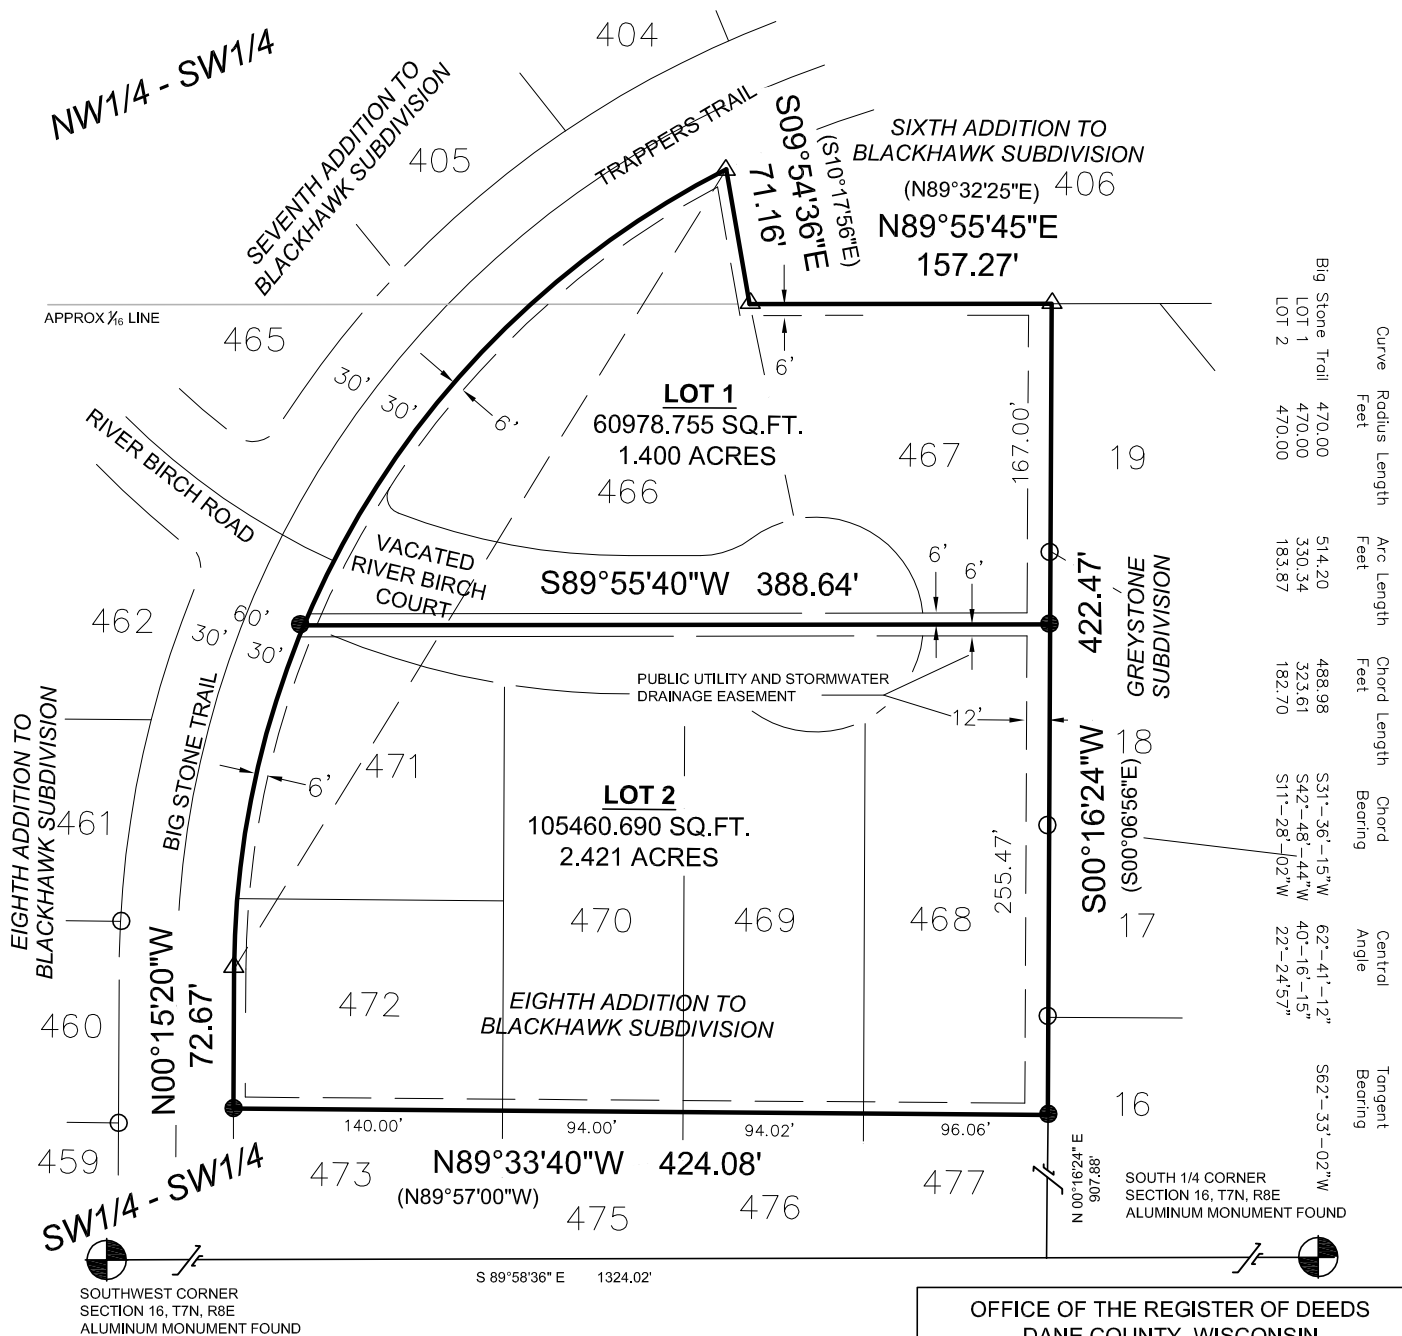 NW1/4 - SW1/4
404
SEVENTH ADDITION TO
BLACKHAWK SUBDIVISION
405
TRAPPERS TRAIL
S09°54'36"E
(S10°17'56"E)
71.16'
SIXTH ADDITION TO
BLACKHAWK SUBDIVISION
(N89°32'25"E)
406
N89°55'45"E
157.27'
APPROX 1/16 LINE
465
30'
30'
6'
6'
LOT 1
60978.755 SQ.FT.
1.400 ACRES
466
467
167.00'
19
RIVER BIRCH ROAD
VACATED
RIVER BIRCH
COURT
S89°55'40"W 388.64'
6'
6'
422.47'
GREYSTONE
SUBDIVISION
462
60'
30'
30'
PUBLIC UTILITY AND STORMWATER
DRAINAGE EASEMENT
12'
18
S00°16'24"W
(S00°06'56"E)
EIGHTH ADDITION TO
BLACKHAWK SUBDIVISION
BIG STONE TRAIL
471
6'
461
LOT 2
105460.690 SQ.FT.
2.421 ACRES
255.47'
470
469
468
17
N00°15'20"W
72.67'
460
472
EIGHTH ADDITION TO
BLACKHAWK SUBDIVISION
16
140.00'
94.00'
94.02'
96.06'
459
473
N89°33'40"W 424.08'
(N89°57'00"W)
475
476
477
N 00°16'24" E
907.88'
SOUTH 1/4 CORNER
SECTION 16, T7N, R8E
ALUMINUM MONUMENT FOUND
SW1/4 - SW1/4
S 89°58'36" E 1324.02'
SOUTHWEST CORNER
SECTION 16, T7N, R8E
ALUMINUM MONUMENT FOUND
Curve Radius Length Arc Length Chord Length Chord Central Tangent
Feet Feet Feet Bearing Angle Bearing
Big Stone Trail 470.00 514.20 488.98 S31°-36'-15"W 62°-41'-12" S62°-33'-02"W
LOT 1 470.00 330.34 323.61 S42°-48'-44"W 40°-16'-15"
LOT 2 470.00 183.87 182.70 S11°-28'-02"W 22°-24'57"
OFFICE OF THE REGISTER OF DEEDS
DANE COUNTY, WISCONSIN